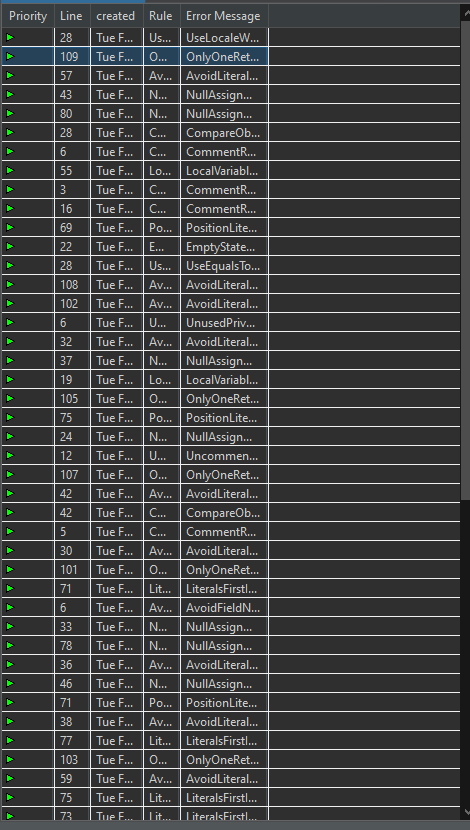 Priority Line created Rule Error Message
28 Tue F... Us... UseLocaleW...
109 Tue F... O... OnlyOneRet...
57 Tue F... Av... AvoidLiteral...
43 Tue F... N... NullAssign...
80 Tue F... N... NullAssign...
28 Tue F... C... CompareOb...
6 Tue F... C... CommentR...
55 Tue F... Lo... LocalVariabl...
3 Tue F... C... CommentR...
16 Tue F... C... CommentR...
69 Tue F... Po... PositionLite...
22 Tue F... E... EmptyState...
28 Tue F... Us... UseEqualsTo...
108 Tue F... Av... AvoidLiteral...
102 Tue F... Av... AvoidLiteral...
6 Tue F... U... UnusedPriv...
32 Tue F... Av... AvoidLiteral...
37 Tue F... N... NullAssign...
19 Tue F... Lo... LocalVariabl...
105 Tue F... O... OnlyOneRet...
75 Tue F... Po... PositionLite...
24 Tue F... N... NullAssign...
12 Tue F... U... Uncommen...
107 Tue F... O... OnlyOneRet...
42 Tue F... Av... AvoidLiteral...
42 Tue F... C... CompareOb...
5 Tue F... C... CommentR...
30 Tue F... Av... AvoidLiteral...
101 Tue F... O... OnlyOneRet...
71 Tue F... Lit... LiteralsFirstI...
6 Tue F... Av... AvoidFieldN...
33 Tue F... N... NullAssign...
78 Tue F... N... NullAssign...
36 Tue F... Av... AvoidLiteral...
46 Tue F... N... NullAssign...
71 Tue F... Po... PositionLite...
38 Tue F... Av... AvoidLiteral...
77 Tue F... Lit... LiteralsFirstI...
103 Tue F... O... OnlyOneRet...
59 Tue F... Av... AvoidLiteral...
75 Tue F... Lit... LiteralsFirstI...
73 Tue F... Lit... LiteralsFirstI...